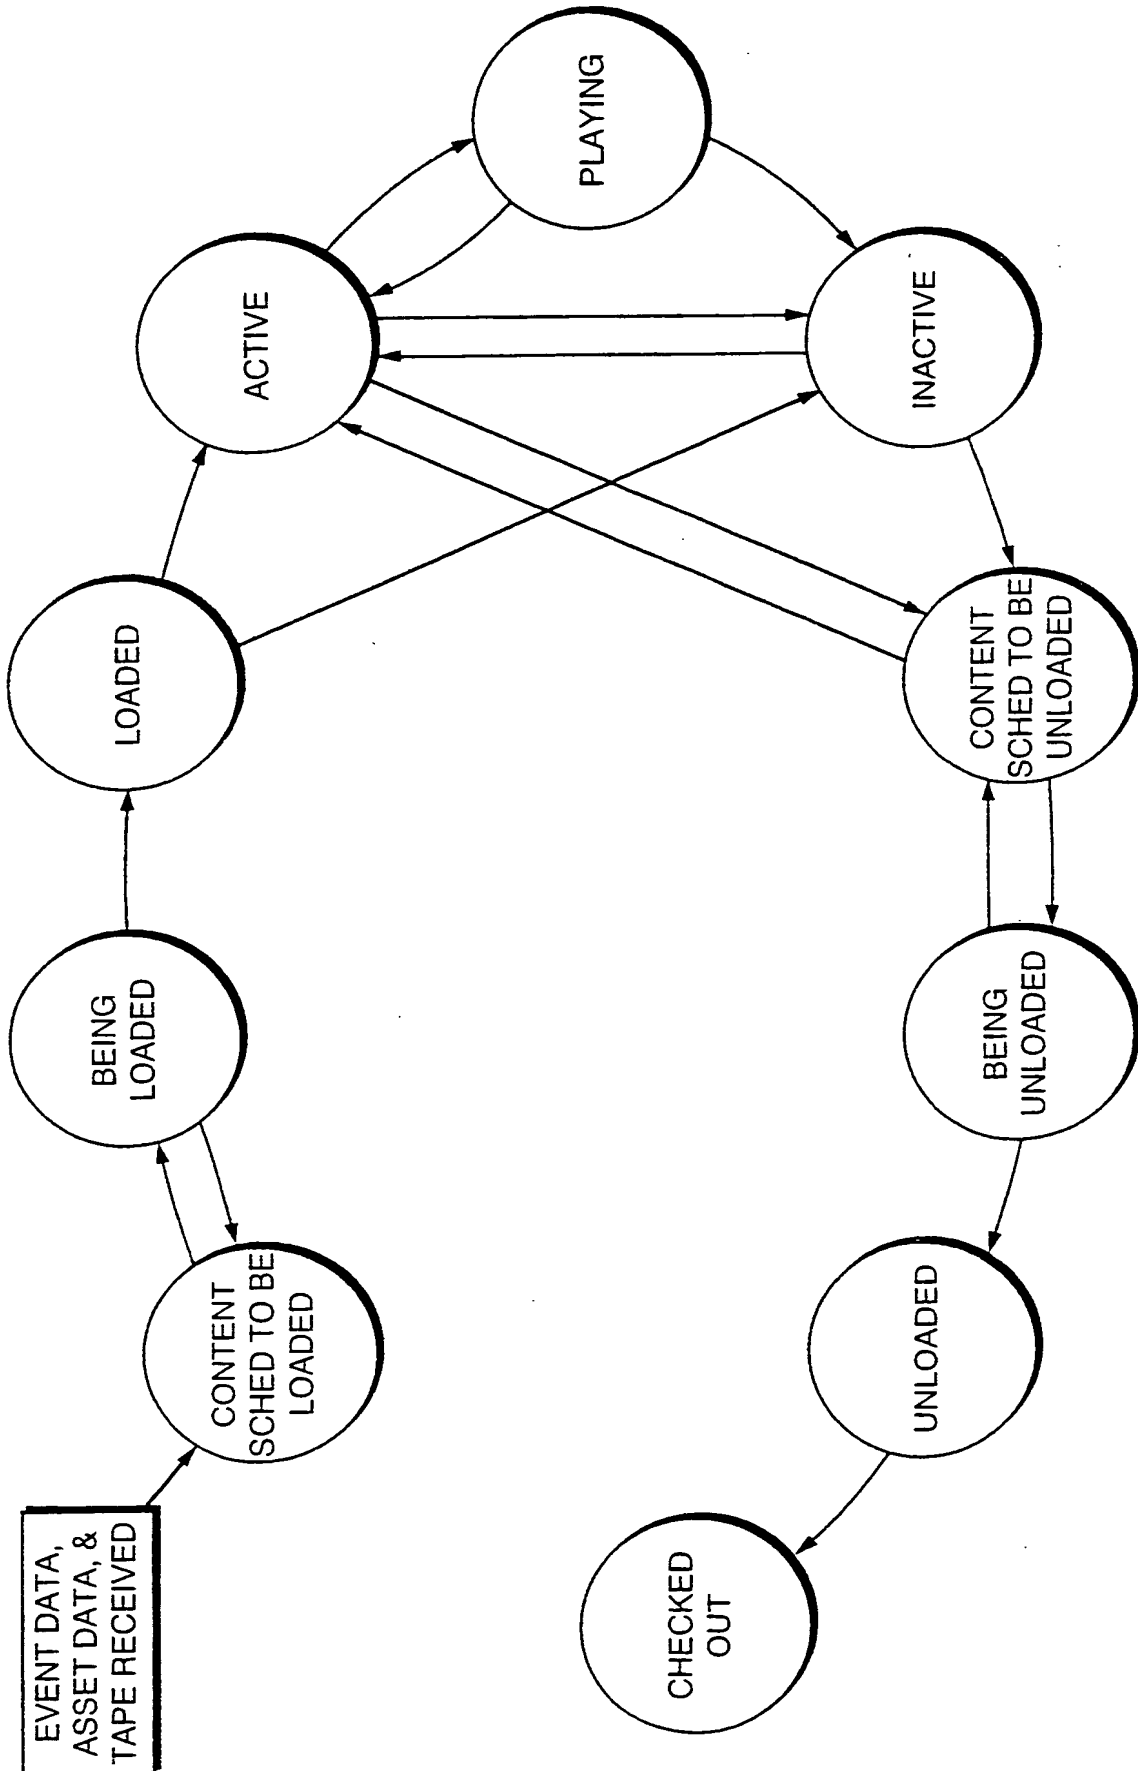 EVENT DATA,
ASSET DATA, &
TAPE RECEIVED
CONTENT
SCHED TO BE
LOADED
BEING
LOADED
LOADED
ACTIVE
PLAYING
INACTIVE
CONTENT
SCHED TO BE
UNLOADED
BEING
UNLOADED
UNLOADED
CHECKED
OUT